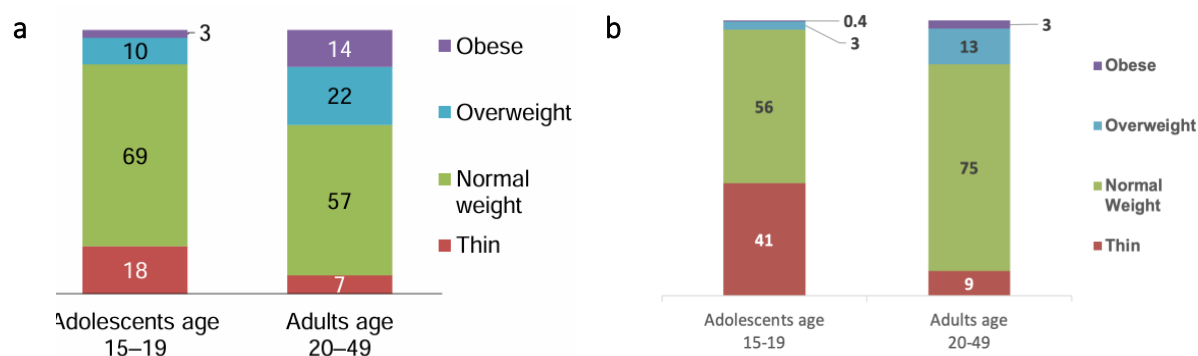 a
3
10
69
18
14
22
57
7
Obese
Overweight
Normal
weight
Thin
Adolescents age
15–19
Adults age
20–49
b
0.4
3
56
41
3
13
75
9
Obese
Overweight
Normal
Weight
Thin
Adolescents age
15-19
Adults age
20-49